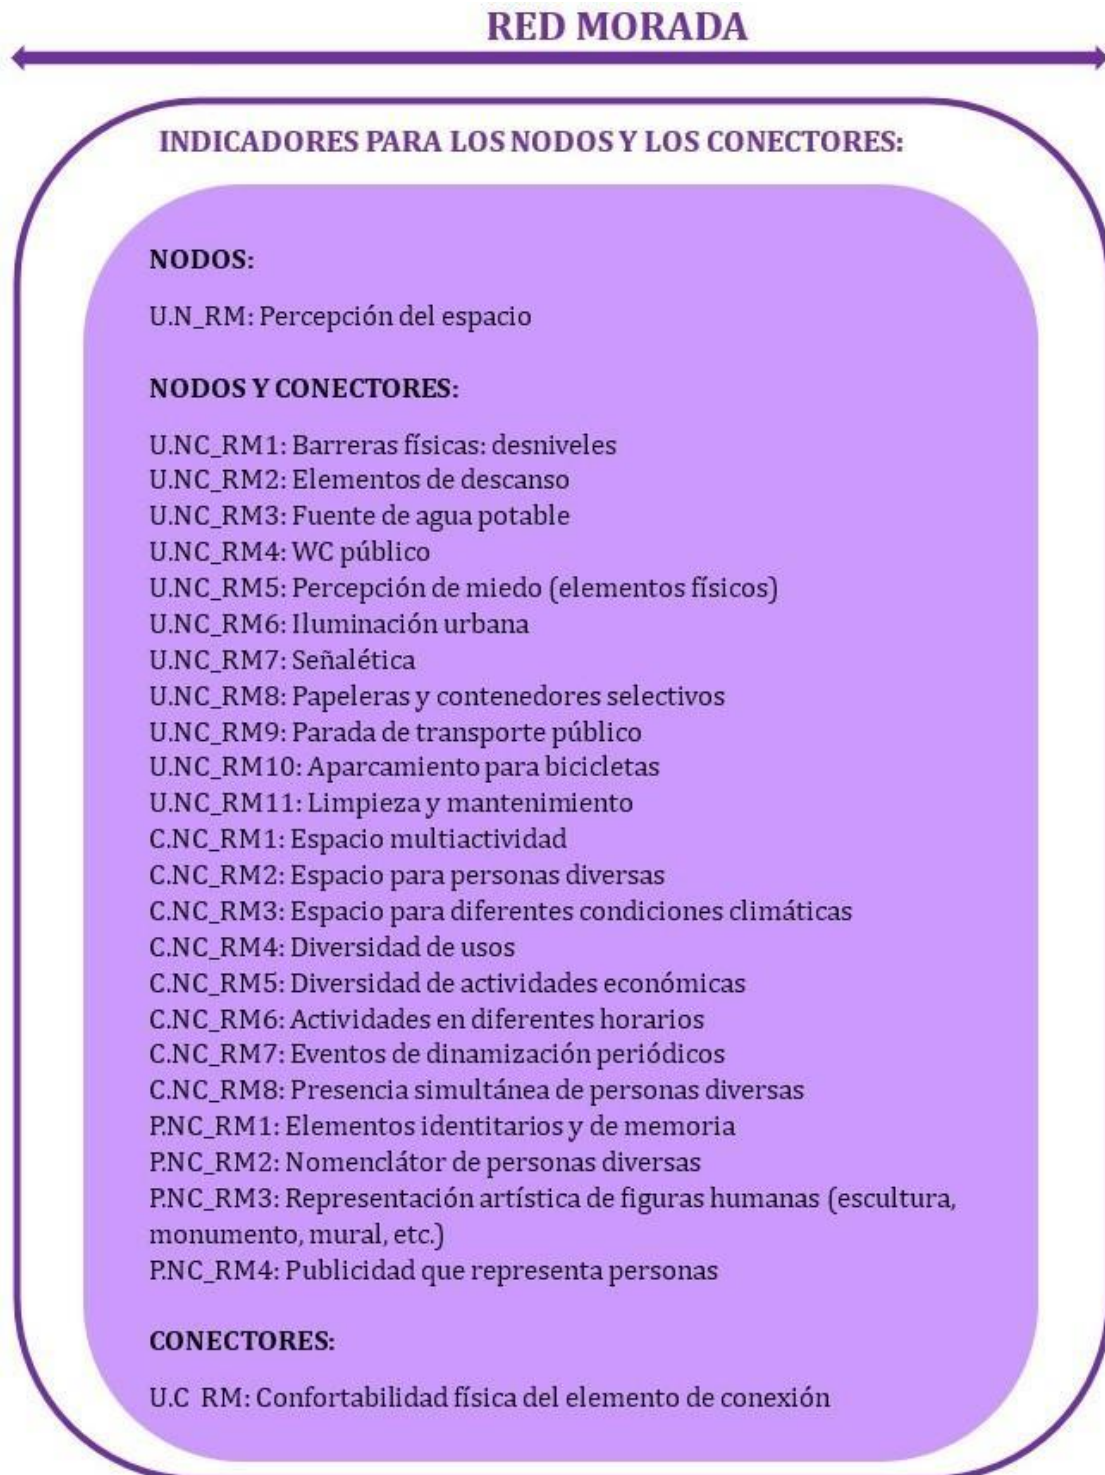 RED MORADA
INDICADORES PARA LOS NODOS Y LOS CONECTORES:
NODOS:
U.N_RM: Percepción del espacio
NODOS Y CONECTORES:
U.NC_RM1: Barreras físicas: desniveles
U.NC_RM2: Elementos de descanso
U.NC_RM3: Fuente de agua potable
U.NC_RM4: WC público
U.NC_RM5: Percepción de miedo (elementos físicos)
U.NC_RM6: Iluminación urbana
U.NC_RM7: Señalética
U.NC_RM8: Papeleras y contenedores selectivos
U.NC_RM9: Parada de transporte público
U.NC_RM10: Aparcamiento para bicicletas
U.NC_RM11: Limpieza y mantenimiento
C.NC_RM1: Espacio multiactividad
C.NC_RM2: Espacio para personas diversas
C.NC_RM3: Espacio para diferentes condiciones climáticas
C.NC_RM4: Diversidad de usos
C.NC_RM5: Diversidad de actividades económicas
C.NC_RM6: Actividades en diferentes horarios
C.NC_RM7: Eventos de dinamización periódicos
C.NC_RM8: Presencia simultánea de personas diversas
P.NC_RM1: Elementos identitarios y de memoria
P.NC_RM2: Nomenclátor de personas diversas
P.NC_RM3: Representación artística de figuras humanas (escultura,
monumento, mural, etc.)
P.NC_RM4: Publicidad que representa personas
CONECTORES:
U.C RM: Confortabilidad física del elemento de conexión